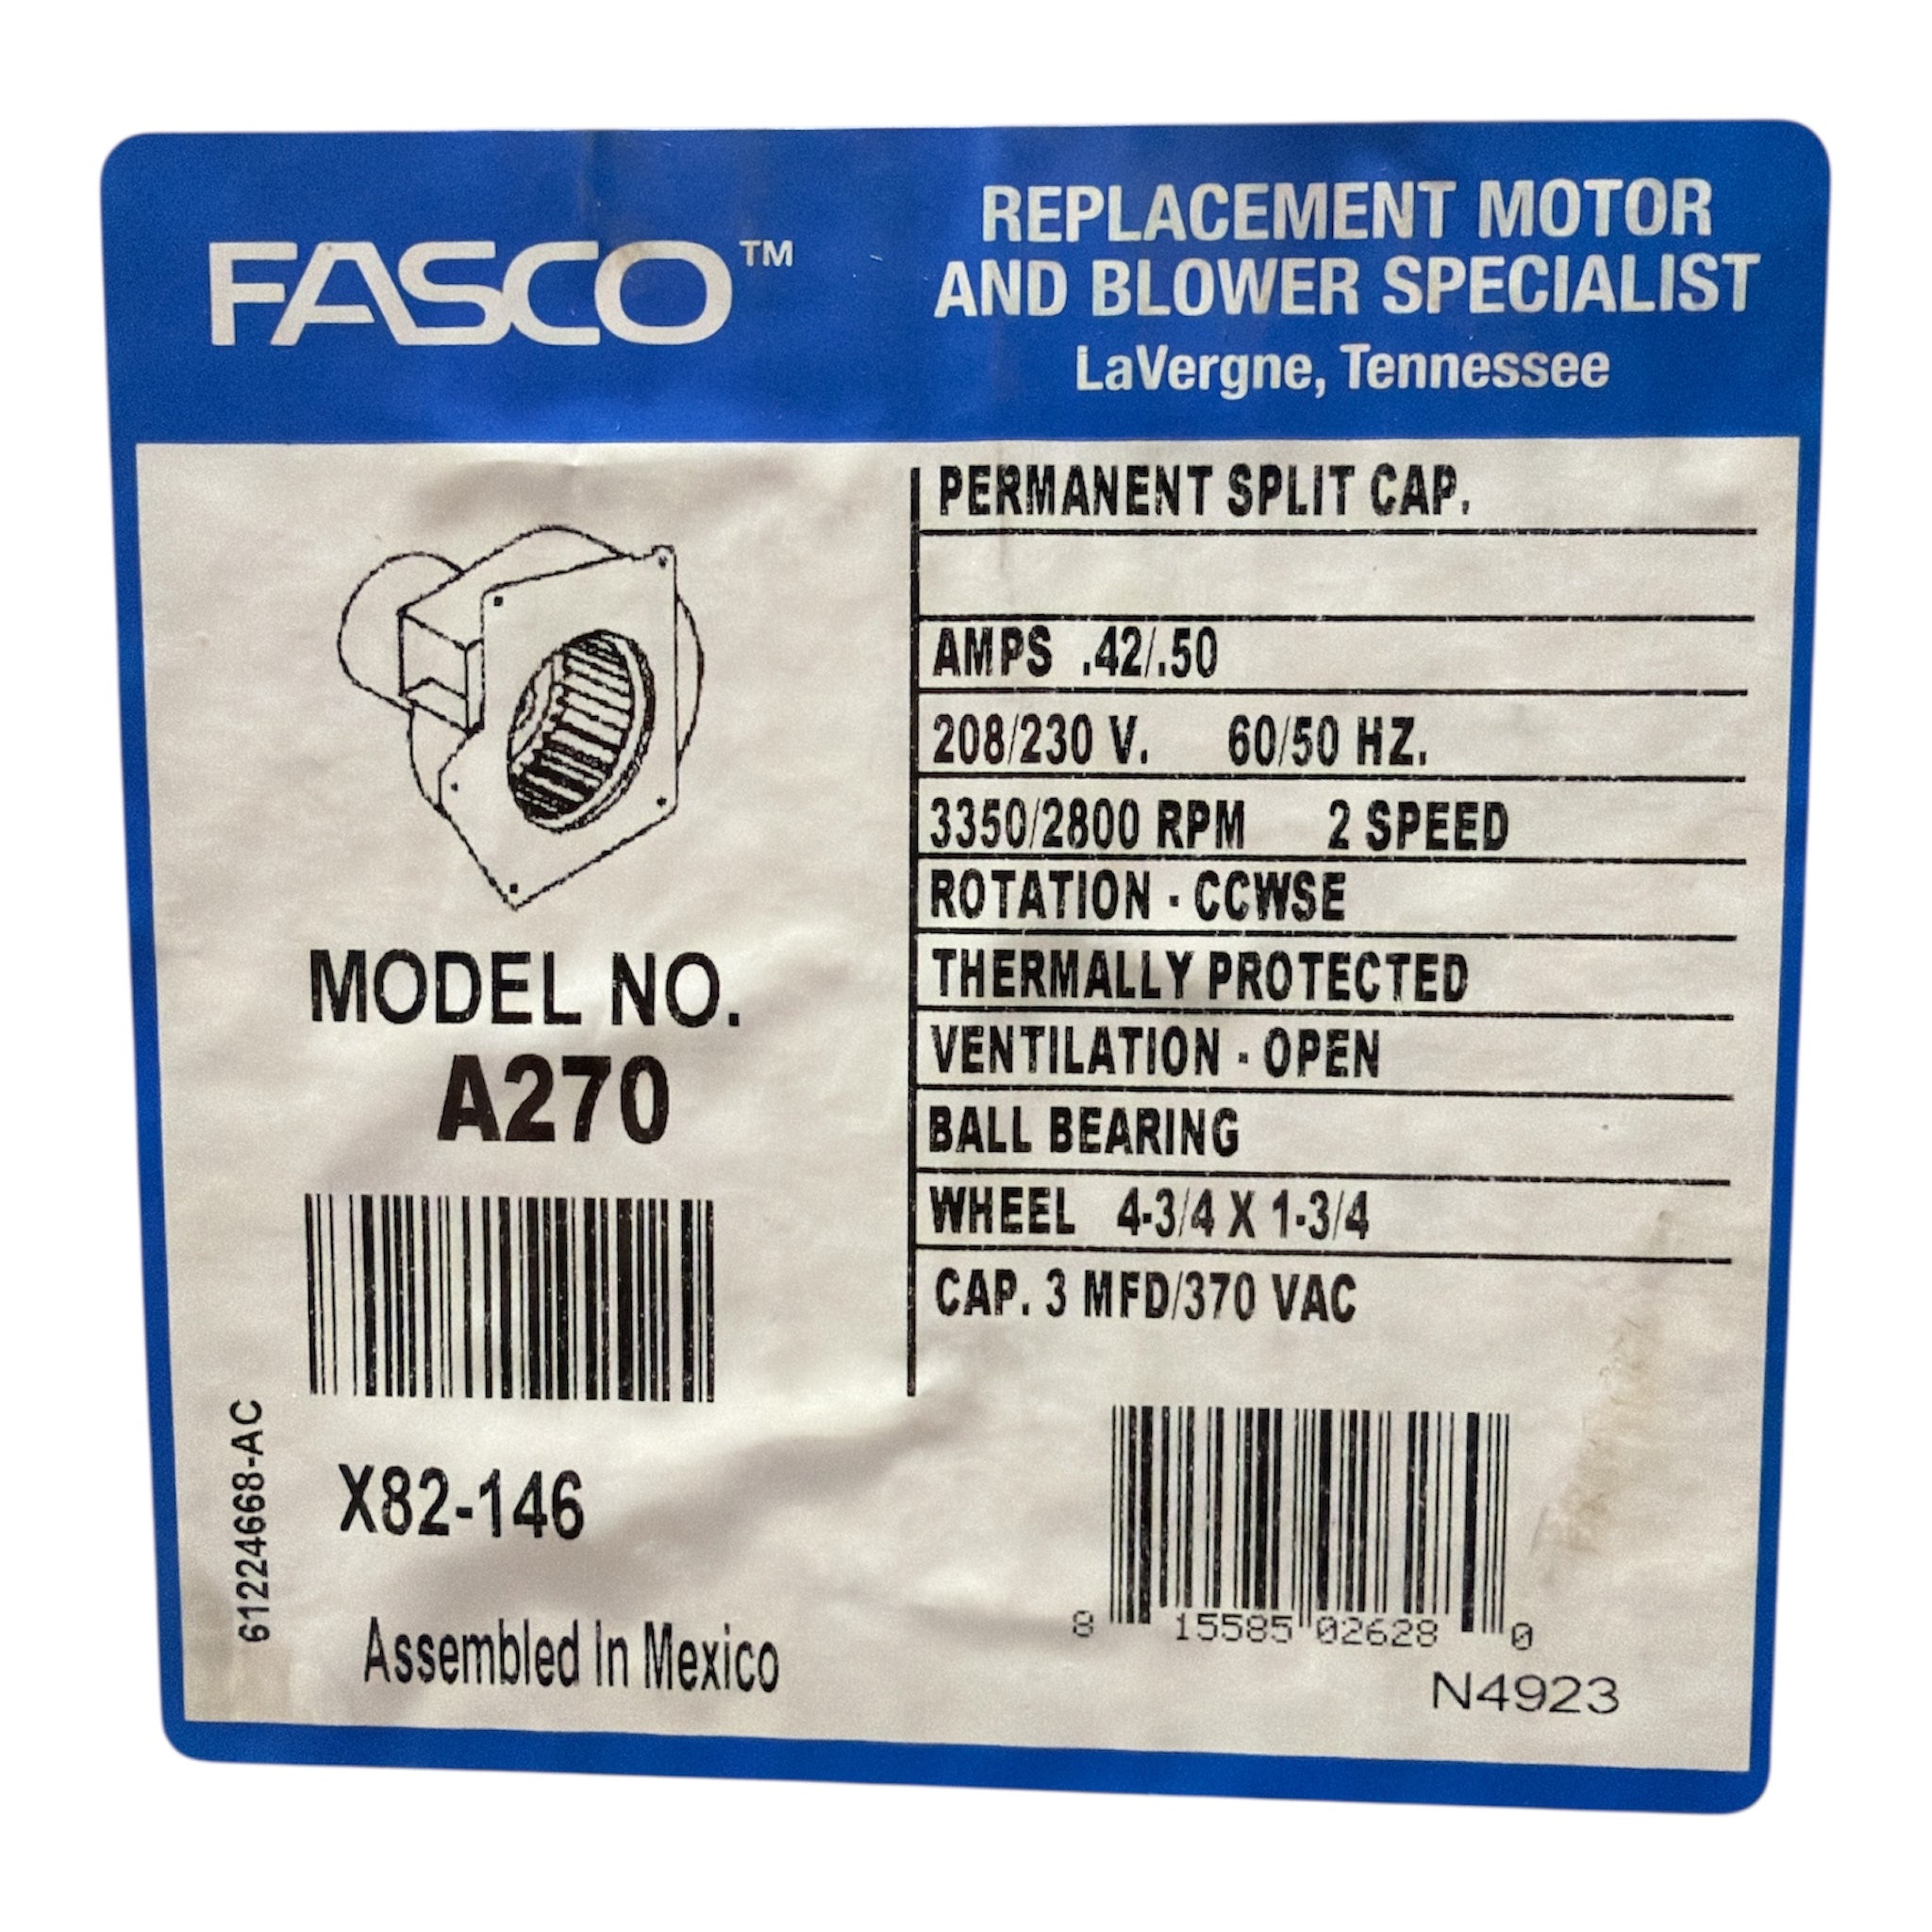 FASCO™
REPLACEMENT MOTOR
AND BLOWER SPECIALIST
LaVergne, Tennessee
MODEL NO.
A270
X82-146
61224668-AC
Assembled In Mexico
PERMANENT SPLIT CAP.
AMPS .42/.50
208/230 V. 60/50 HZ.
3350/2800 RPM 2 SPEED
ROTATION - CCWSE
THERMALLY PROTECTED
VENTILATION - OPEN
BALL BEARING
WHEEL 4-3/4 X 1-3/4
CAP. 3 MFD/370 VAC
8 15585 02628 0
N4923